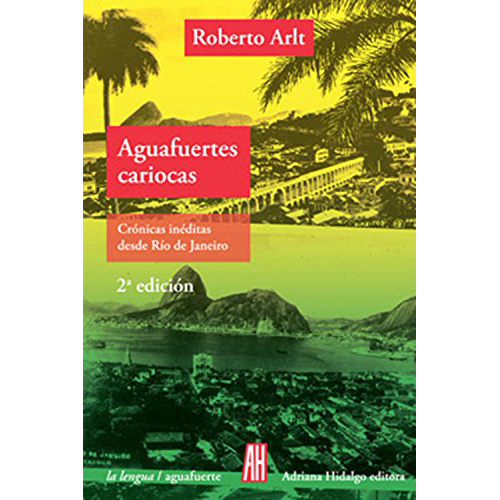 Roberto Arlt
Aguafuertes
cariocas
Crónicas inéditas
desde Río de Janeiro
2ª edición
la lengua / aguafuerte
AH
Adriana Hidalgo editora